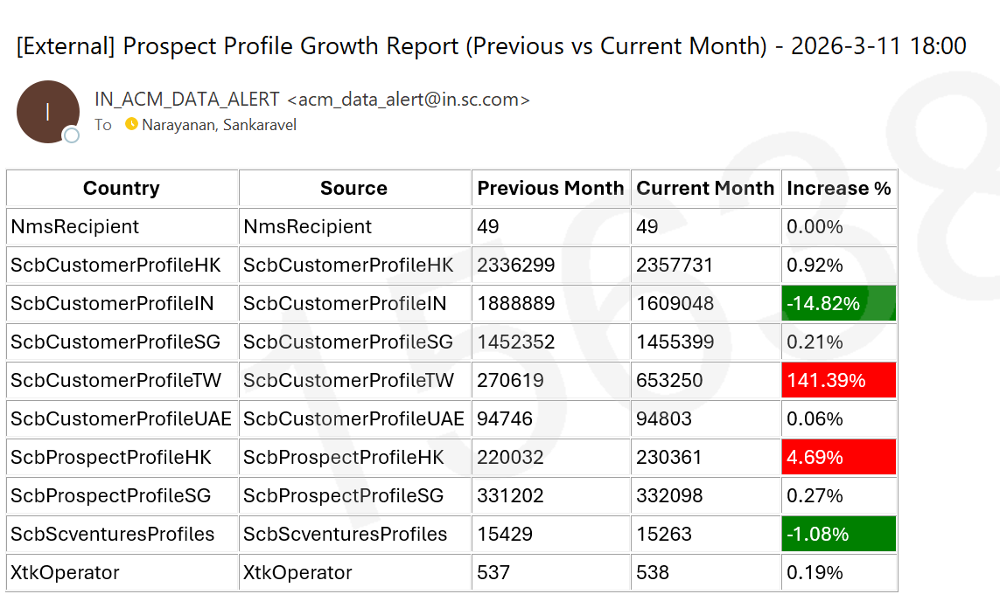 [External] Prospect Profile Growth Report (Previous vs Current Month) - 2026-3-11 18:00
I
IN_ACM_DATA_ALERT <acm_data_alert@in.sc.com>
To Narayanan, Sankaravel
Country Source Previous Month Current Month Increase %
NmsRecipient NmsRecipient 49 49 0.00%
ScbCustomerProfileHK ScbCustomerProfileHK 2336299 2357731 0.92%
ScbCustomerProfileIN ScbCustomerProfileIN 1888889 1609048 -14.82%
ScbCustomerProfileSG ScbCustomerProfileSG 1452352 1455399 0.21%
ScbCustomerProfileTW ScbCustomerProfileTW 270619 653250 141.39%
ScbCustomerProfileUAE ScbCustomerProfileUAE 94746 94803 0.06%
ScbProspectProfileHK ScbProspectProfileHK 220032 230361 4.69%
ScbProspectProfileSG ScbProspectProfileSG 331202 332098 0.27%
ScbScventuresProfiles ScbScventuresProfiles 15429 15263 -1.08%
XtkOperator XtkOperator 537 538 0.19%